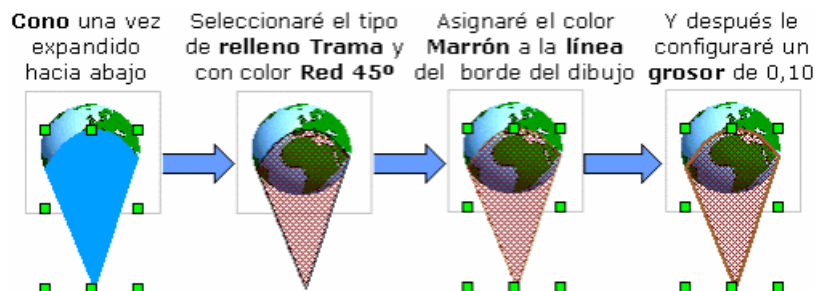 Cono una vez
expandido
hacia abajo
Seleccionaré el tipo
de relleno Trama y
con color Red 45º
Asignaré el color
Marrón a la línea
del borde del dibujo
Y después le
configuraré un
grosor de 0,10